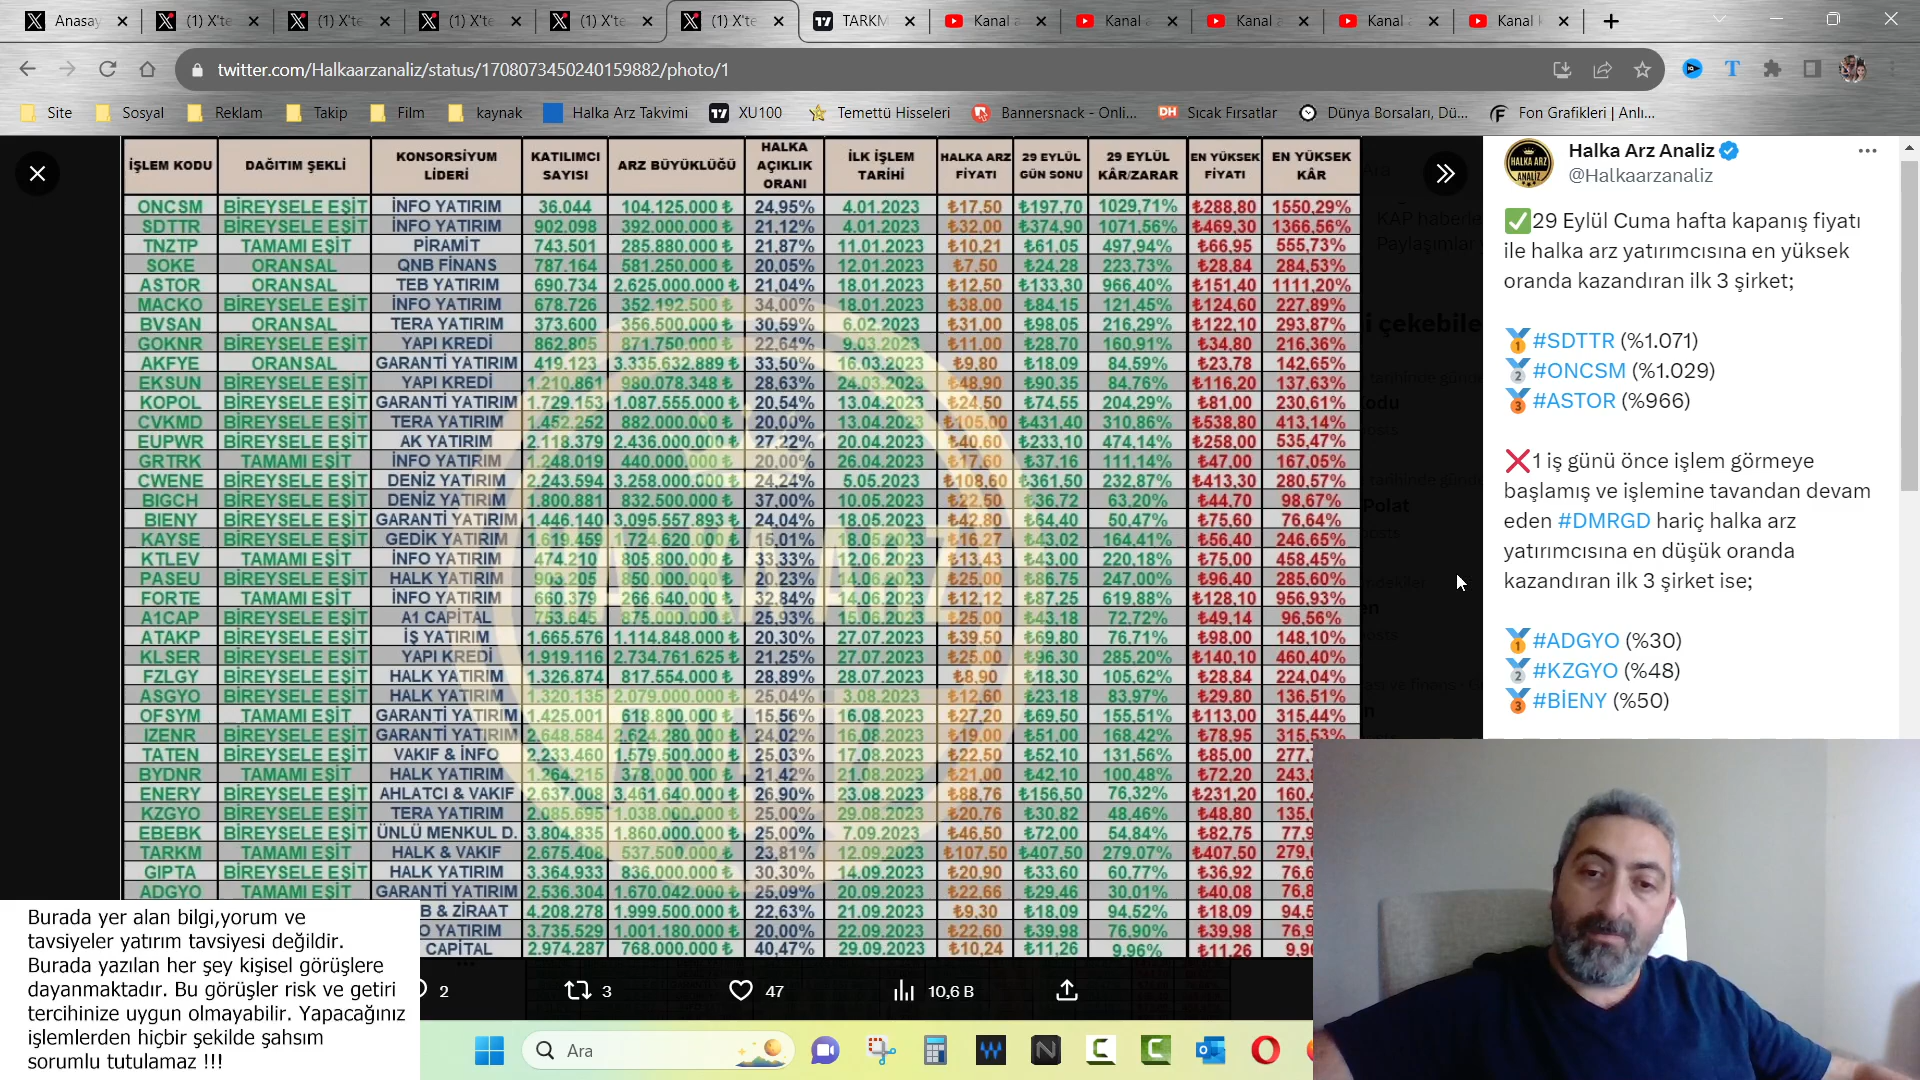 Anasay
(1) X'te
(1) X'te
(1) X'te
(1) X'te
(1) X'te
TARKM
Kanal
Kanal
Kanal
Kanal
Kanal
twitter.com/Halkaarzanaliz/status/1708073450240159882/photo/1
Site Sosyal Reklam Takip Film kaynak Halka Arz Takvimi XU100 Temettü Hisseleri Bannersnack - Onli... Sıcak Fırsatlar Dünya Borsaları, Dü... Fon Grafikleri | Anlı...
İŞLEM KODU DAĞITIM ŞEKLİ KONSORSİYUM LİDERİ KATILIMCI SAYISI ARZ BÜYÜKLÜĞÜ HALKA AÇIKLIK ORANI İLK İŞLEM TARİHİ HALKA ARZ FİYATI 29 EYLÜL GÜN SONU 29 EYLÜL KÂR/ZARAR EN YÜKSEK FİYATI EN YÜKSEK KÂR
ONCSM BİREYSELE EŞİT İNFO YATIRIM 36.044 104.125.000 ₺ 24,95% 4.01.2023 ₺17,50 ₺197,70 1029,71% ₺288,80 1550,29%
SDTTR BİREYSELE EŞİT İNFO YATIRIM 902.098 392.000.000 ₺ 21,12% 4.01.2023 ₺32,00 ₺374,90 1071,56% ₺469,30 1366,56%
TNZTP TAMAMI EŞİT PİRAMİT 743.501 285.880.000 ₺ 21,87% 11.01.2023 ₺10,21 ₺61,05 497,94% ₺66,95 555,73%
SOKE ORANSAL QNB FİNANS 787.164 581.250.000 ₺ 20,05% 12.01.2023 ₺7,50 ₺24,28 223,73% ₺28,84 284,53%
ASTOR ORANSAL TEB YATIRIM 690.734 2.625.000.000 ₺ 21,04% 18.01.2023 ₺12,50 ₺133,30 966,40% ₺151,40 1111,20%
MACKO BİREYSELE EŞİT İNFO YATIRIM 678.726 352.192.500 ₺ 34,00% 18.01.2023 ₺38,00 ₺84,15 121,45% ₺124,60 227,89%
BVSAN ORANSAL TERA YATIRIM 373.600 356.500.000 ₺ 30,59% 6.02.2023 ₺31,00 ₺98,05 216,29% ₺122,10 293,87%
GOKNR BİREYSELE EŞİT YAPI KREDİ 862.805 871.750.000 ₺ 22,64% 9.03.2023 ₺11,00 ₺28,70 160,91% ₺34,80 216,36%
AKFYE ORANSAL GARANTİ YATIRIM 419.123 3.335.632.889 ₺ 33,50% 16.03.2023 ₺9,80 ₺18,09 84,59% ₺23,78 142,65%
EKSUN BİREYSELE EŞİT YAPI KREDİ 1.210.861 980.078.348 ₺ 28,63% 24.03.2023 ₺48,90 ₺90,35 84,76% ₺116,20 137,63%
KOPOL BİREYSELE EŞİT GARANTİ YATIRIM 1.729.153 1.087.555.000 ₺ 20,54% 13.04.2023 ₺24,50 ₺74,55 204,29% ₺81,00 230,61%
CVKMD BİREYSELE EŞİT TERA YATIRIM 1.452.252 882.000.000 ₺ 20,00% 13.04.2023 ₺105,00 ₺431,40 310,86% ₺538,80 413,14%
EUPWR BİREYSELE EŞİT AK YATIRIM 2.118.379 2.436.000.000 ₺ 27,22% 20.04.2023 ₺40,60 ₺233,10 474,14% ₺258,00 535,47%
GRTRK TAMAMI EŞİT İNFO YATIRIM 1.248.019 440.000.000 ₺ 20,00% 26.04.2023 ₺17,60 ₺37,16 111,14% ₺47,00 167,05%
CWENE BİREYSELE EŞİT DENİZ YATIRIM 2.243.594 3.258.000.000 ₺ 24,24% 5.05.2023 ₺108,60 ₺361,50 232,87% ₺413,30 280,57%
BIGCH BİREYSELE EŞİT DENİZ YATIRIM 1.800.881 832.500.000 ₺ 37,00% 10.05.2023 ₺22,50 ₺36,72 63,20% ₺44,70 98,67%
BIENY BİREYSELE EŞİT GARANTİ YATIRIM 1.446.140 3.095.557.893 ₺ 24,04% 18.05.2023 ₺42,80 ₺64,40 50,47% ₺75,60 76,64%
KAYSE BİREYSELE EŞİT GEDİK YATIRIM 1.619.459 1.724.620.000 ₺ 15,01% 18.05.2023 ₺16,27 ₺43,02 164,41% ₺56,40 246,65%
KTLEV TAMAMI EŞİT İNFO YATIRIM 474.210 805.800.000 ₺ 33,33% 12.06.2023 ₺13,43 ₺43,00 220,18% ₺75,00 458,45%
PASEU BİREYSELE EŞİT HALK YATIRIM 903.205 850.000.000 ₺ 20,23% 14.06.2023 ₺25,00 ₺86,75 247,00% ₺96,40 285,60%
FORTE TAMAMI EŞİT İNFO YATIRIM 660.379 266.640.000 ₺ 32,84% 14.06.2023 ₺12,12 ₺87,25 619,88% ₺128,10 956,93%
A1CAP BİREYSELE EŞİT A1 CAPİTAL 753.645 875.000.000 ₺ 25,93% 15.06.2023 ₺25,00 ₺43,18 72,72% ₺49,14 96,56%
ATAKP BİREYSELE EŞİT İŞ YATIRIM 1.665.576 1.114.848.000 ₺ 20,30% 27.07.2023 ₺39,50 ₺69,80 76,71% ₺98,00 148,10%
KLSER BİREYSELE EŞİT YAPI KREDİ 1.919.116 2.734.761.625 ₺ 21,25% 27.07.2023 ₺25,00 ₺96,30 285,20% ₺140,10 460,40%
FZLGY BİREYSELE EŞİT HALK YATIRIM 1.326.874 817.554.000 ₺ 28,89% 28.07.2023 ₺8,90 ₺18,30 105,62% ₺28,84 224,04%
ASGYO BİREYSELE EŞİT HALK YATIRIM 1.320.135 2.079.000.000 ₺ 25,04% 3.08.2023 ₺12,60 ₺23,18 83,97% ₺29,80 136,51%
OFSYM TAMAMI EŞİT GARANTİ YATIRIM 1.425.001 618.800.000 ₺ 15,56% 16.08.2023 ₺27,20 ₺69,50 155,51% ₺113,00 315,44%
IZENR BİREYSELE EŞİT GARANTİ YATIRIM 2.648.584 2.624.280.000 ₺ 24,02% 16.08.2023 ₺19,00 ₺51,00 168,42% ₺78,95 315,53%
TATEN BİREYSELE EŞİT VAKIF & İNFO 2.233.460 1.579.500.000 ₺ 25,03% 17.08.2023 ₺22,50 ₺52,10 131,56% ₺85,00 277,
BYDNR TAMAMI EŞİT HALK YATIRIM 1.264.215 378.000.000 ₺ 21,42% 21.08.2023 ₺21,00 ₺42,10 100,48% ₺72,20 243,8
ENERY BİREYSELE EŞİT AHLATCI & VAKIF 2.637.008 3.461.640.000 ₺ 26,90% 23.08.2023 ₺88,76 ₺156,50 76,32% ₺231,20 160,
KZGYO BİREYSELE EŞİT TERA YATIRIM 2.085.695 1.038.000.000 ₺ 25,00% 29.08.2023 ₺20,76 ₺30,82 48,46% ₺48,80 135,
EBEBK BİREYSELE EŞİT ÜNLÜ MENKUL D. 3.804.835 1.860.000.000 ₺ 25,00% 7.09.2023 ₺46,50 ₺72,00 54,84% ₺82,75 77,9
TARKM TAMAMI EŞİT HALK & VAKIF 2.675.408 537.500.000 ₺ 23,81% 12.09.2023 ₺107,50 ₺407,50 279,07% ₺407,50 279,
GIPTA BİREYSELE EŞİT HALK YATIRIM 3.364.933 836.000.000 ₺ 30,30% 14.09.2023 ₺20,90 ₺33,60 60,77% ₺36,92 76,6
ADGYO TAMAMI EŞİT GARANTİ YATIRIM 2.536.304 1.670.042.000 ₺ 25,09% 20.09.2023 ₺22,66 ₺29,46 30,01% ₺40,08 76,8
B & ZİRAAT 4.208.278 1.999.500.000 ₺ 22,63% 21.09.2023 ₺9,30 ₺18,09 94,52% ₺18,09 94,5
O YATIRIM 3.735.529 1.001.180.000 ₺ 20,00% 22.09.2023 ₺22,60 ₺39,98 76,90% ₺39,98 76,9
CAPİTAL 2.974.287 768.000.000 ₺ 40,47% 29.09.2023 ₺10,24 ₺11,26 9,96% ₺11,26 9,9
2 3 47 10,6 B
Halka Arz Analiz
@Halkaarzanaliz
✅29 Eylül Cuma hafta kapanış fiyatı
ile halka arz yatırımcısına en yüksek
oranda kazandıran ilk 3 şirket;
🥇#SDTTR (%1.071)
🥈#ONCSM (%1.029)
🥉#ASTOR (%966)
❌1 iş günü önce işlem görmeye
başlamış ve işlemine tavandan devam
eden #DMRGD hariç halka arz
yatırımcısına en düşük oranda
kazandıran ilk 3 şirket ise;
🥇#ADGYO (%30)
🥈#KZGYO (%48)
🥉#BİENY (%50)
Burada yer alan bilgi,yorum ve
tavsiyeler yatırım tavsiyesi değildir.
Burada yazılan her şey kişisel görüşlere
dayanmaktadır. Bu görüşler risk ve getiri
tercihinize uygun olmayabilir. Yapacağınız
işlemlerden hiçbir şekilde şahsım
sorumlu tutulamaz !!!
Ara